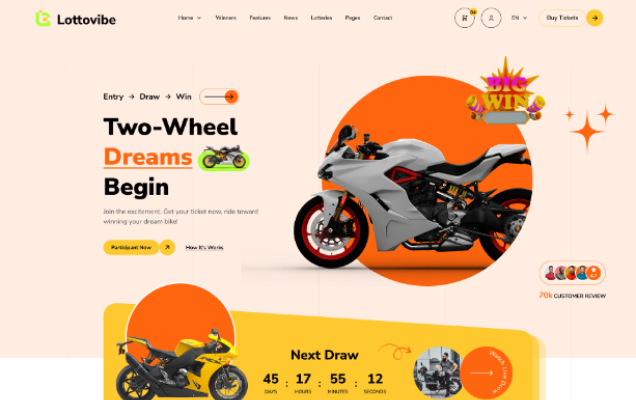 Lottovibe
Home Winners Features News Lotteries Pages Contact
EN
Buy Tickets
Entry → Draw → Win
BIG
WIN
Two-Wheel
Dreams
Begin
Join the excitement. Get your ticket now, ride toward
winning your dream bike!
Participant Now
How It's Works
70k CUSTOMER REVIEW
Next Draw
45 : 17 : 55 : 12
DAYS HOURS MINUTES SECONDS
Watch Live Draw